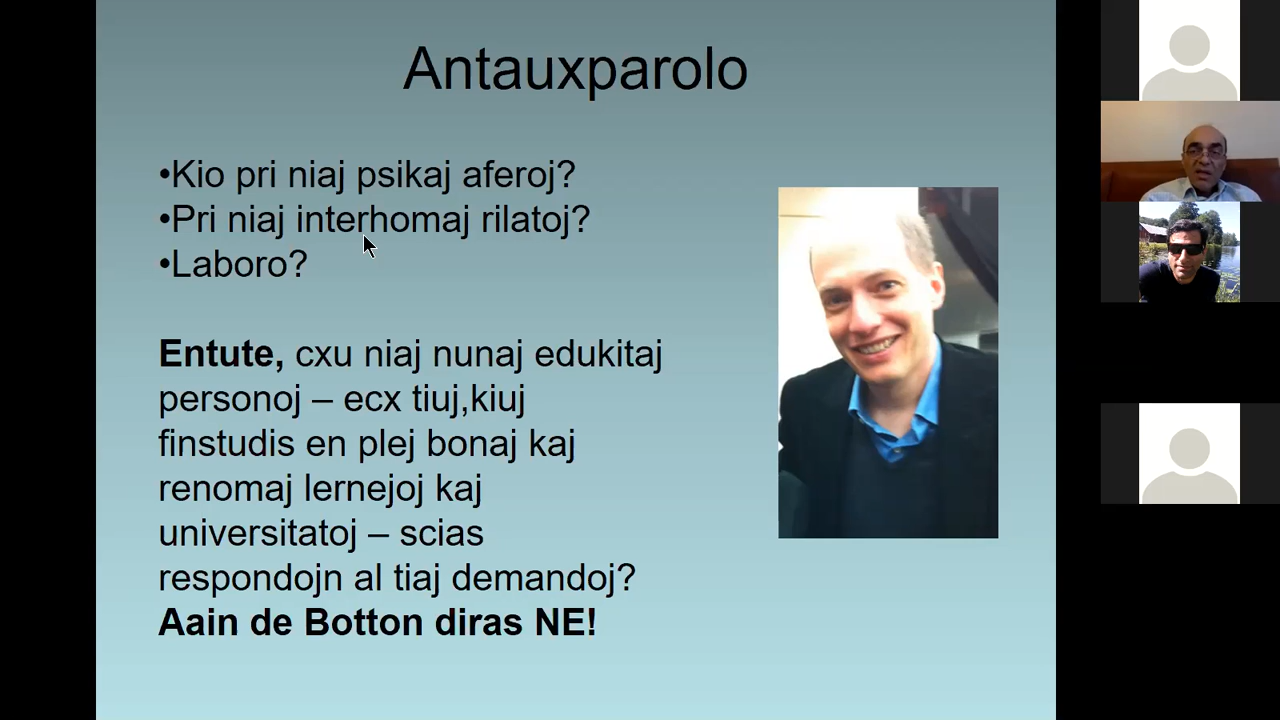 Antauxparolo
•Kio pri niaj psikaj aferoj?
•Pri niaj interhomaj rilatoj?
•Laboro?
Entute, cxu niaj nunaj edukitaj
personoj – ecx tiuj,kiuj
finstudis en plej bonaj kaj
renomaj lernejoj kaj
universitatoj – scias
respondojn al tiaj demandoj?
Aain de Botton diras NE!